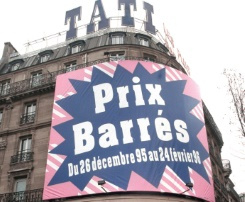 TATI
Prix
Barrés
Du 26 décembre 95 au 24 février 96